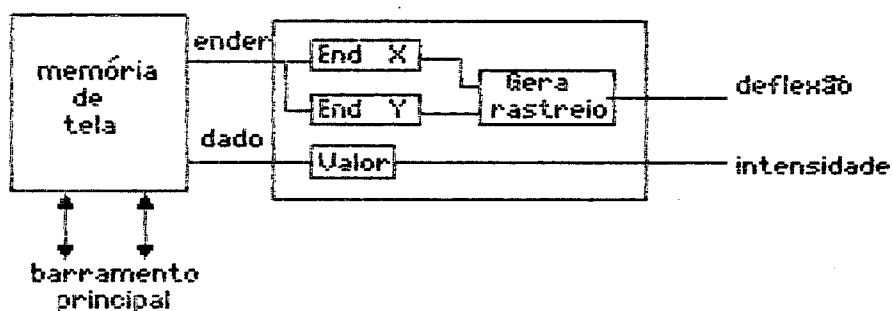 memória
de
tela
ender
dado
End X
End Y
Valor
Gera
rastreio
deflexão
intensidade
barramento
principal